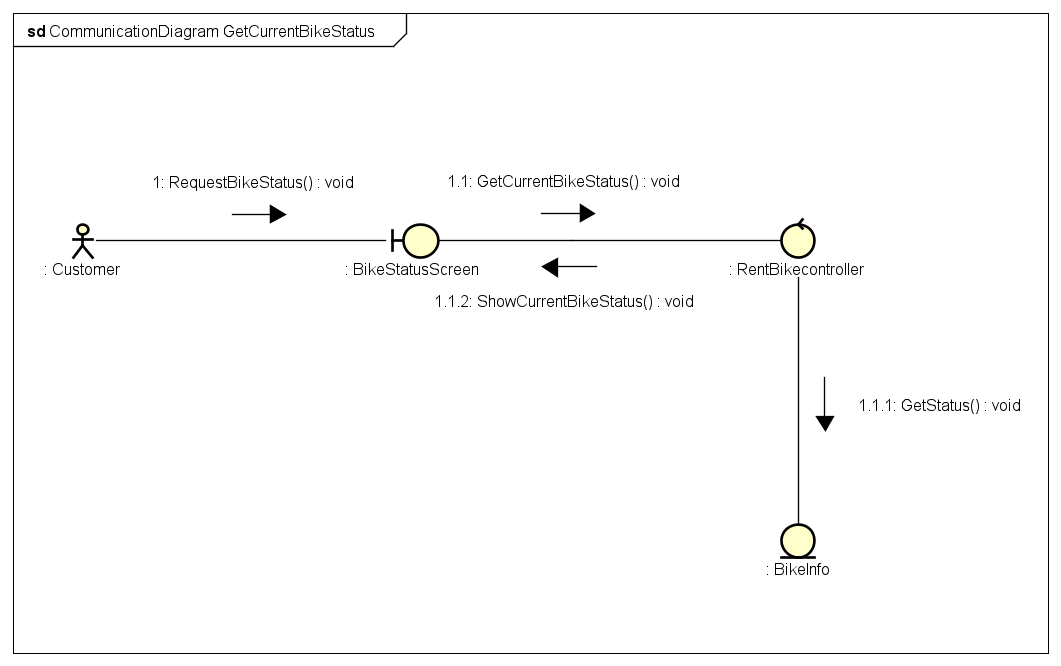 sd CommunicationDiagram GetCurrentBikeStatus
1: RequestBikeStatus() : void
1.1: GetCurrentBikeStatus() : void
: Customer
: BikeStatusScreen
: RentBikecontroller
1.1.2: ShowCurrentBikeStatus() : void
1.1.1: GetStatus() : void
: BikeInfo